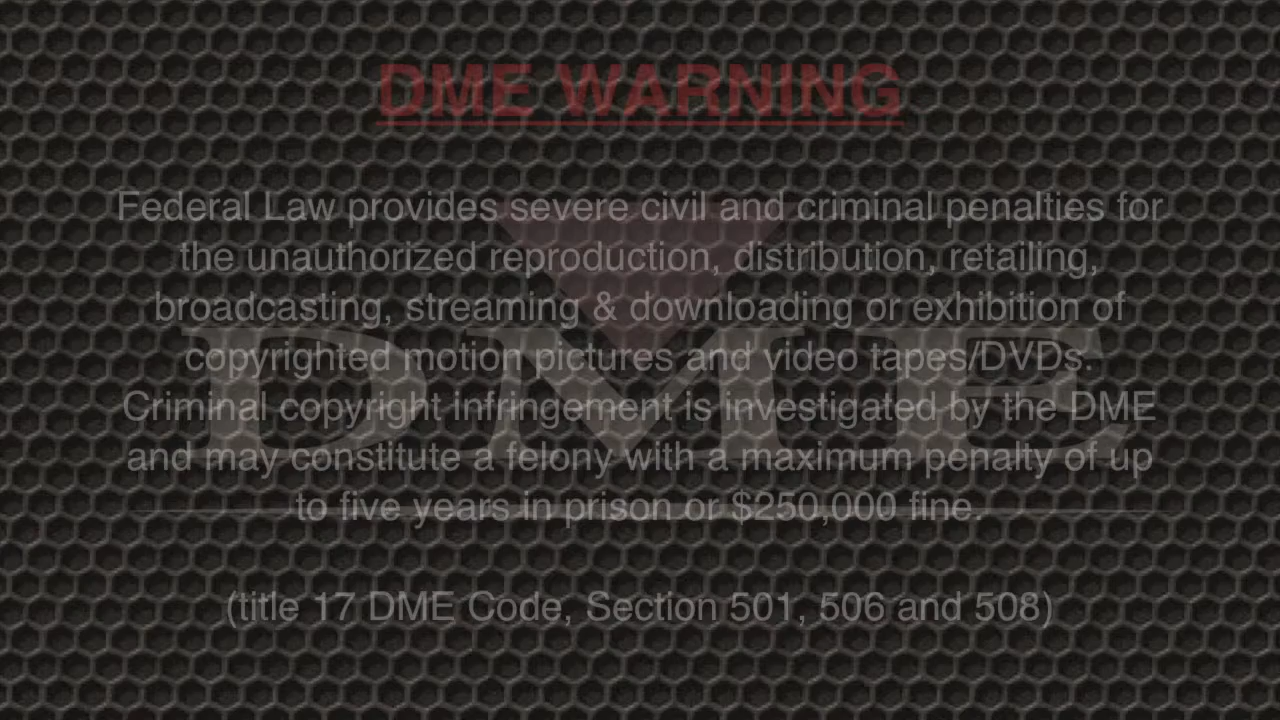 DME WARNING
Federal Law provides severe civil and criminal penalties for
the unauthorized reproduction, distribution, retailing,
broadcasting, streaming & downloading or exhibition of
copyrighted motion pictures and video tapes/DVDs.
DME
Criminal copyright infringement is investigated by the DME
and may constitute a felony with a maximum penalty of up
to five years in prison or $250,000 fine.
(title 17 DME Code, Section 501, 506 and 508)